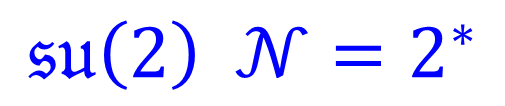 𝔰𝔲(2) 𝒩 = 2*